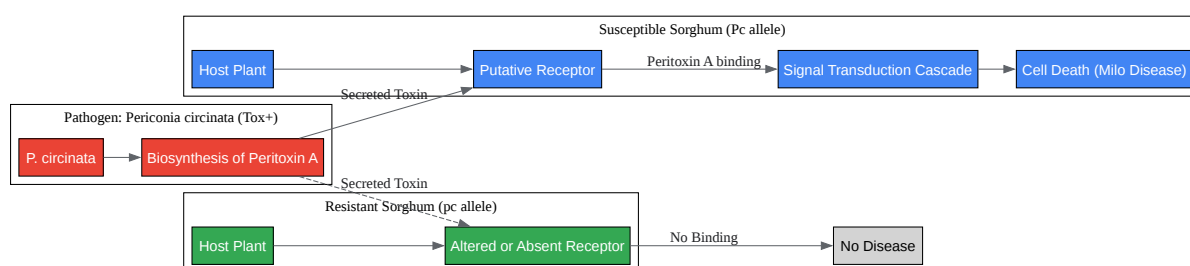 Susceptible Sorghum (Pc allele)
Host Plant
Putative Receptor
Peritoxin A binding
Signal Transduction Cascade
Cell Death (Milo Disease)
Secreted Toxin
Pathogen: Periconia circinata (Tox+)
P. circinata
Biosynthesis of Peritoxin A
Secreted Toxin
Resistant Sorghum (pc allele)
Host Plant
Altered or Absent Receptor
No Binding
No Disease